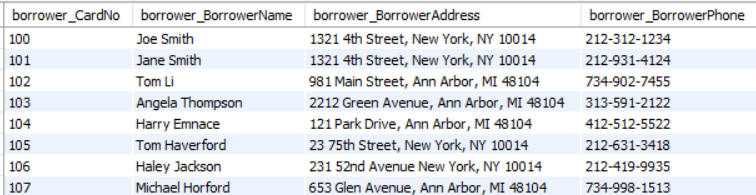 borrower_CardNo borrower_BorrowerName borrower_BorrowerAddress borrower_BorrowerPhone
100 Joe Smith 1321 4th Street, New York, NY 10014 212-312-1234
101 Jane Smith 1321 4th Street, New York, NY 10014 212-931-4124
102 Tom Li 981 Main Street, Ann Arbor, MI 48104 734-902-7455
103 Angela Thompson 2212 Green Avenue, Ann Arbor, MI 48104 313-591-2122
104 Harry Emnace 121 Park Drive, Ann Arbor, MI 48104 412-512-5522
105 Tom Haverford 23 75th Street, New York, NY 10014 212-631-3418
106 Haley Jackson 231 52nd Avenue New York, NY 10014 212-419-9935
107 Michael Horford 653 Glen Avenue, Ann Arbor, MI 48104 734-998-1513